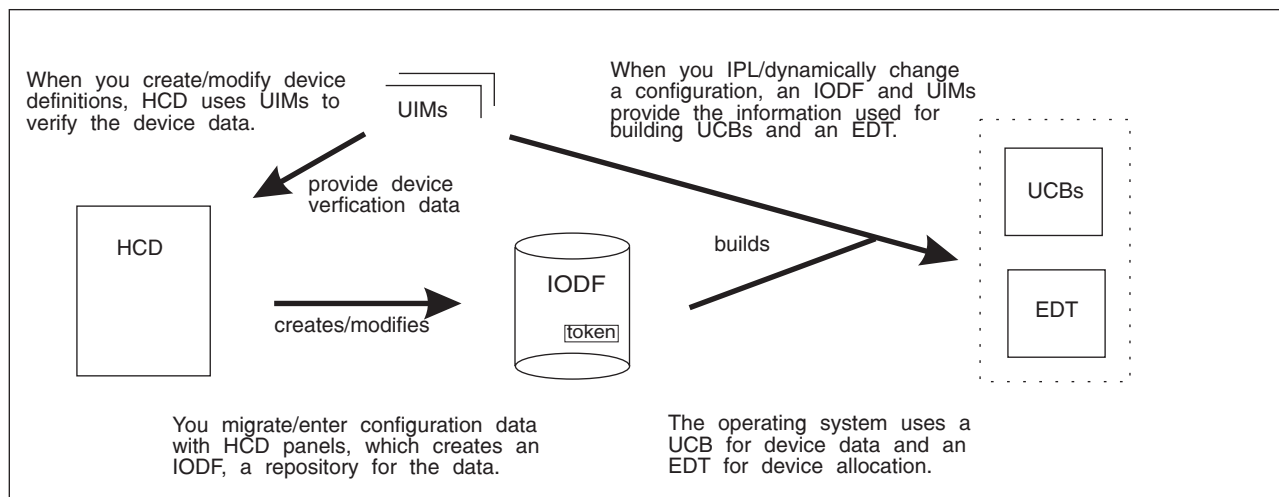 When you create/modify device
definitions, HCD uses UIMs to
verify the device data.
UIMs
When you IPL/dynamically change
a configuration, an IODF and UIMs
provide the information used for
building UCBs and an EDT.
provide device
verfication data
HCD
creates/modifies
IODF
token
builds
UCBs
EDT
You migrate/enter configuration data
with HCD panels, which creates an
IODF, a repository for the data.
The operating system uses a
UCB for device data and an
EDT for device allocation.